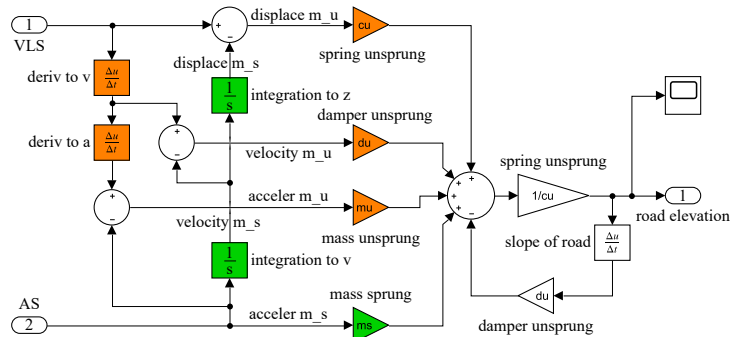 displace m_u
1
+
−
cu
VLS
spring unsprung
displace m_s
deriv to v
Δu
Δt
1
s
integration to z
damper unsprung
deriv to a
Δu
Δt
+
−
velocity m_u
du
spring unsprung
acceler m_u
+
−
mu
+
+
+
+
−
1/cu
1
road elevation
velocity m_s
mass unsprung
slope of road
Δu
Δt
1
s
integration to v
mass sprung
du
AS
2
acceler m_s
ms
damper unsprung